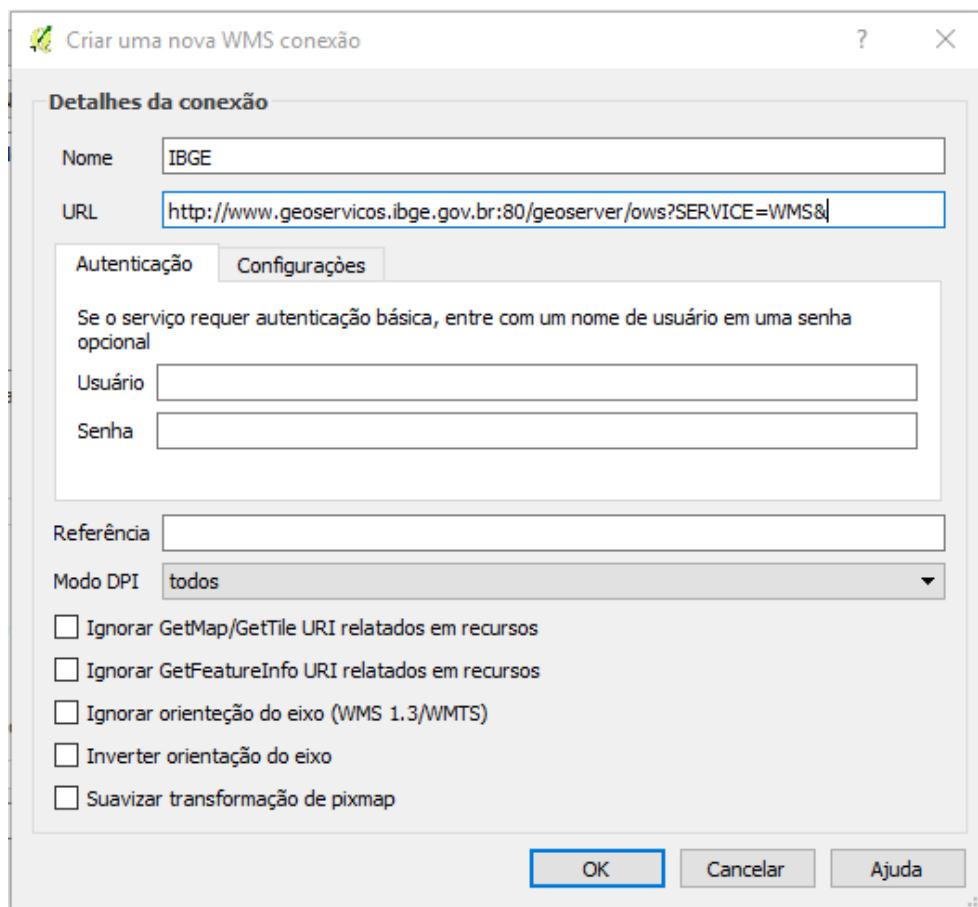 Criar uma nova WMS conexão
?
Detalhes da conexão
Nome
IBGE
URL
http://www.geoservicos.ibge.gov.br:80/geoserver/ows?SERVICE=WMS&
Autenticação
Configuraçòes
Se o serviço requer autenticação básica, entre com um nome de usuário em uma senha
opcional
Usuário
Senha
Referência
Modo DPI
todos
Ignorar GetMap/GetTile URI relatados em recursos
Ignorar GetFeatureInfo URI relatados em recursos
Ignorar orienteção do eixo (WMS 1.3/WMTS)
Inverter orientação do eixo
Suavizar transformação de pixmap
OK
Cancelar
Ajuda